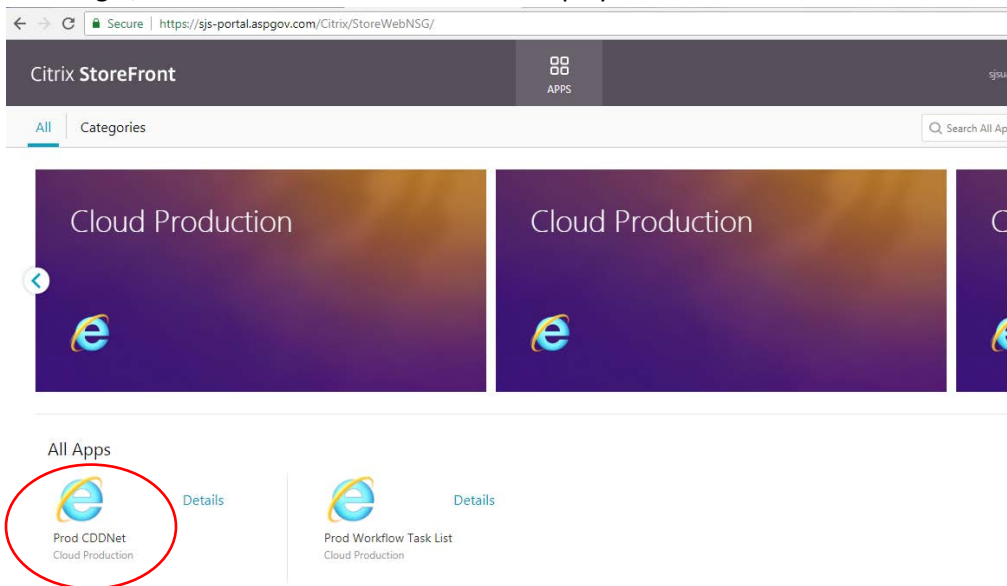 Secure | https://sjs-portal.aspgov.com/Citrix/StoreWebNSG/
Citrix StoreFront
APPS
All Categories
Search All Ap
Cloud Production
Cloud Production
All Apps
Details
Details
Prod CDDNet
Prod Workflow Task List
Cloud Production
Cloud Production